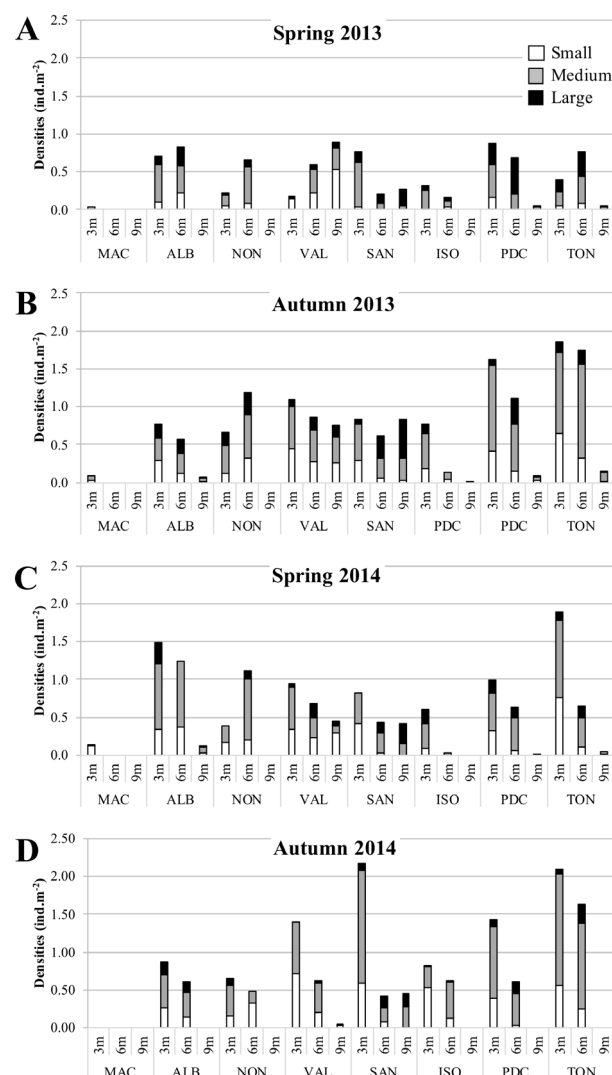 A
Spring 2013
Densities (ind.m-2)
2.5
2.0
1.5
1.0
0.5
0.0
Small
Medium
Large
3m 6m 9m 3m 6m 9m 3m 6m 9m 3m 6m 9m 3m 6m 9m 3m 6m 9m 3m 6m 9m 3m 6m 9m
MAC ALB NON VAL SAN ISO PDC TON
B
Autumn 2013
Densities (ind.m-2)
2.5
2.0
1.5
1.0
0.5
0.0
3m 6m 9m 3m 6m 9m 3m 6m 9m 3m 6m 9m 3m 6m 9m 3m 6m 9m 3m 6m 9m 3m 6m 9m
MAC ALB NON VAL SAN PDC PDC TON
C
Spring 2014
Densities (ind.m-2)
2.5
2.0
1.5
1.0
0.5
0.0
3m 6m 9m 3m 6m 9m 3m 6m 9m 3m 6m 9m 3m 6m 9m 3m 6m 9m 3m 6m 9m 3m 6m 9m
MAC ALB NON VAL SAN ISO PDC TON
D
Autumn 2014
Densities (ind.m-2)
2.50
2.00
1.50
1.00
0.50
0.00
3m 6m 9m 3m 6m 9m 3m 6m 9m 3m 6m 9m 3m 6m 9m 3m 6m 9m 3m 6m 9m 3m 6m 9m
MAC ALB NON VAL SAN ISO PDC TON